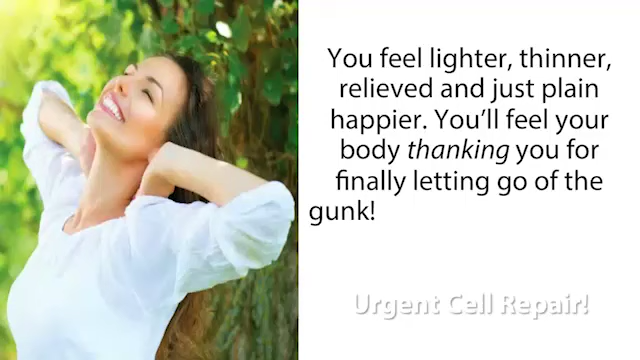 You feel lighter, thinner,
relieved and just plain
happier. You’ll feel your
body thanking you for
finally letting go of the
gunk!
Urgent Cell Repair!